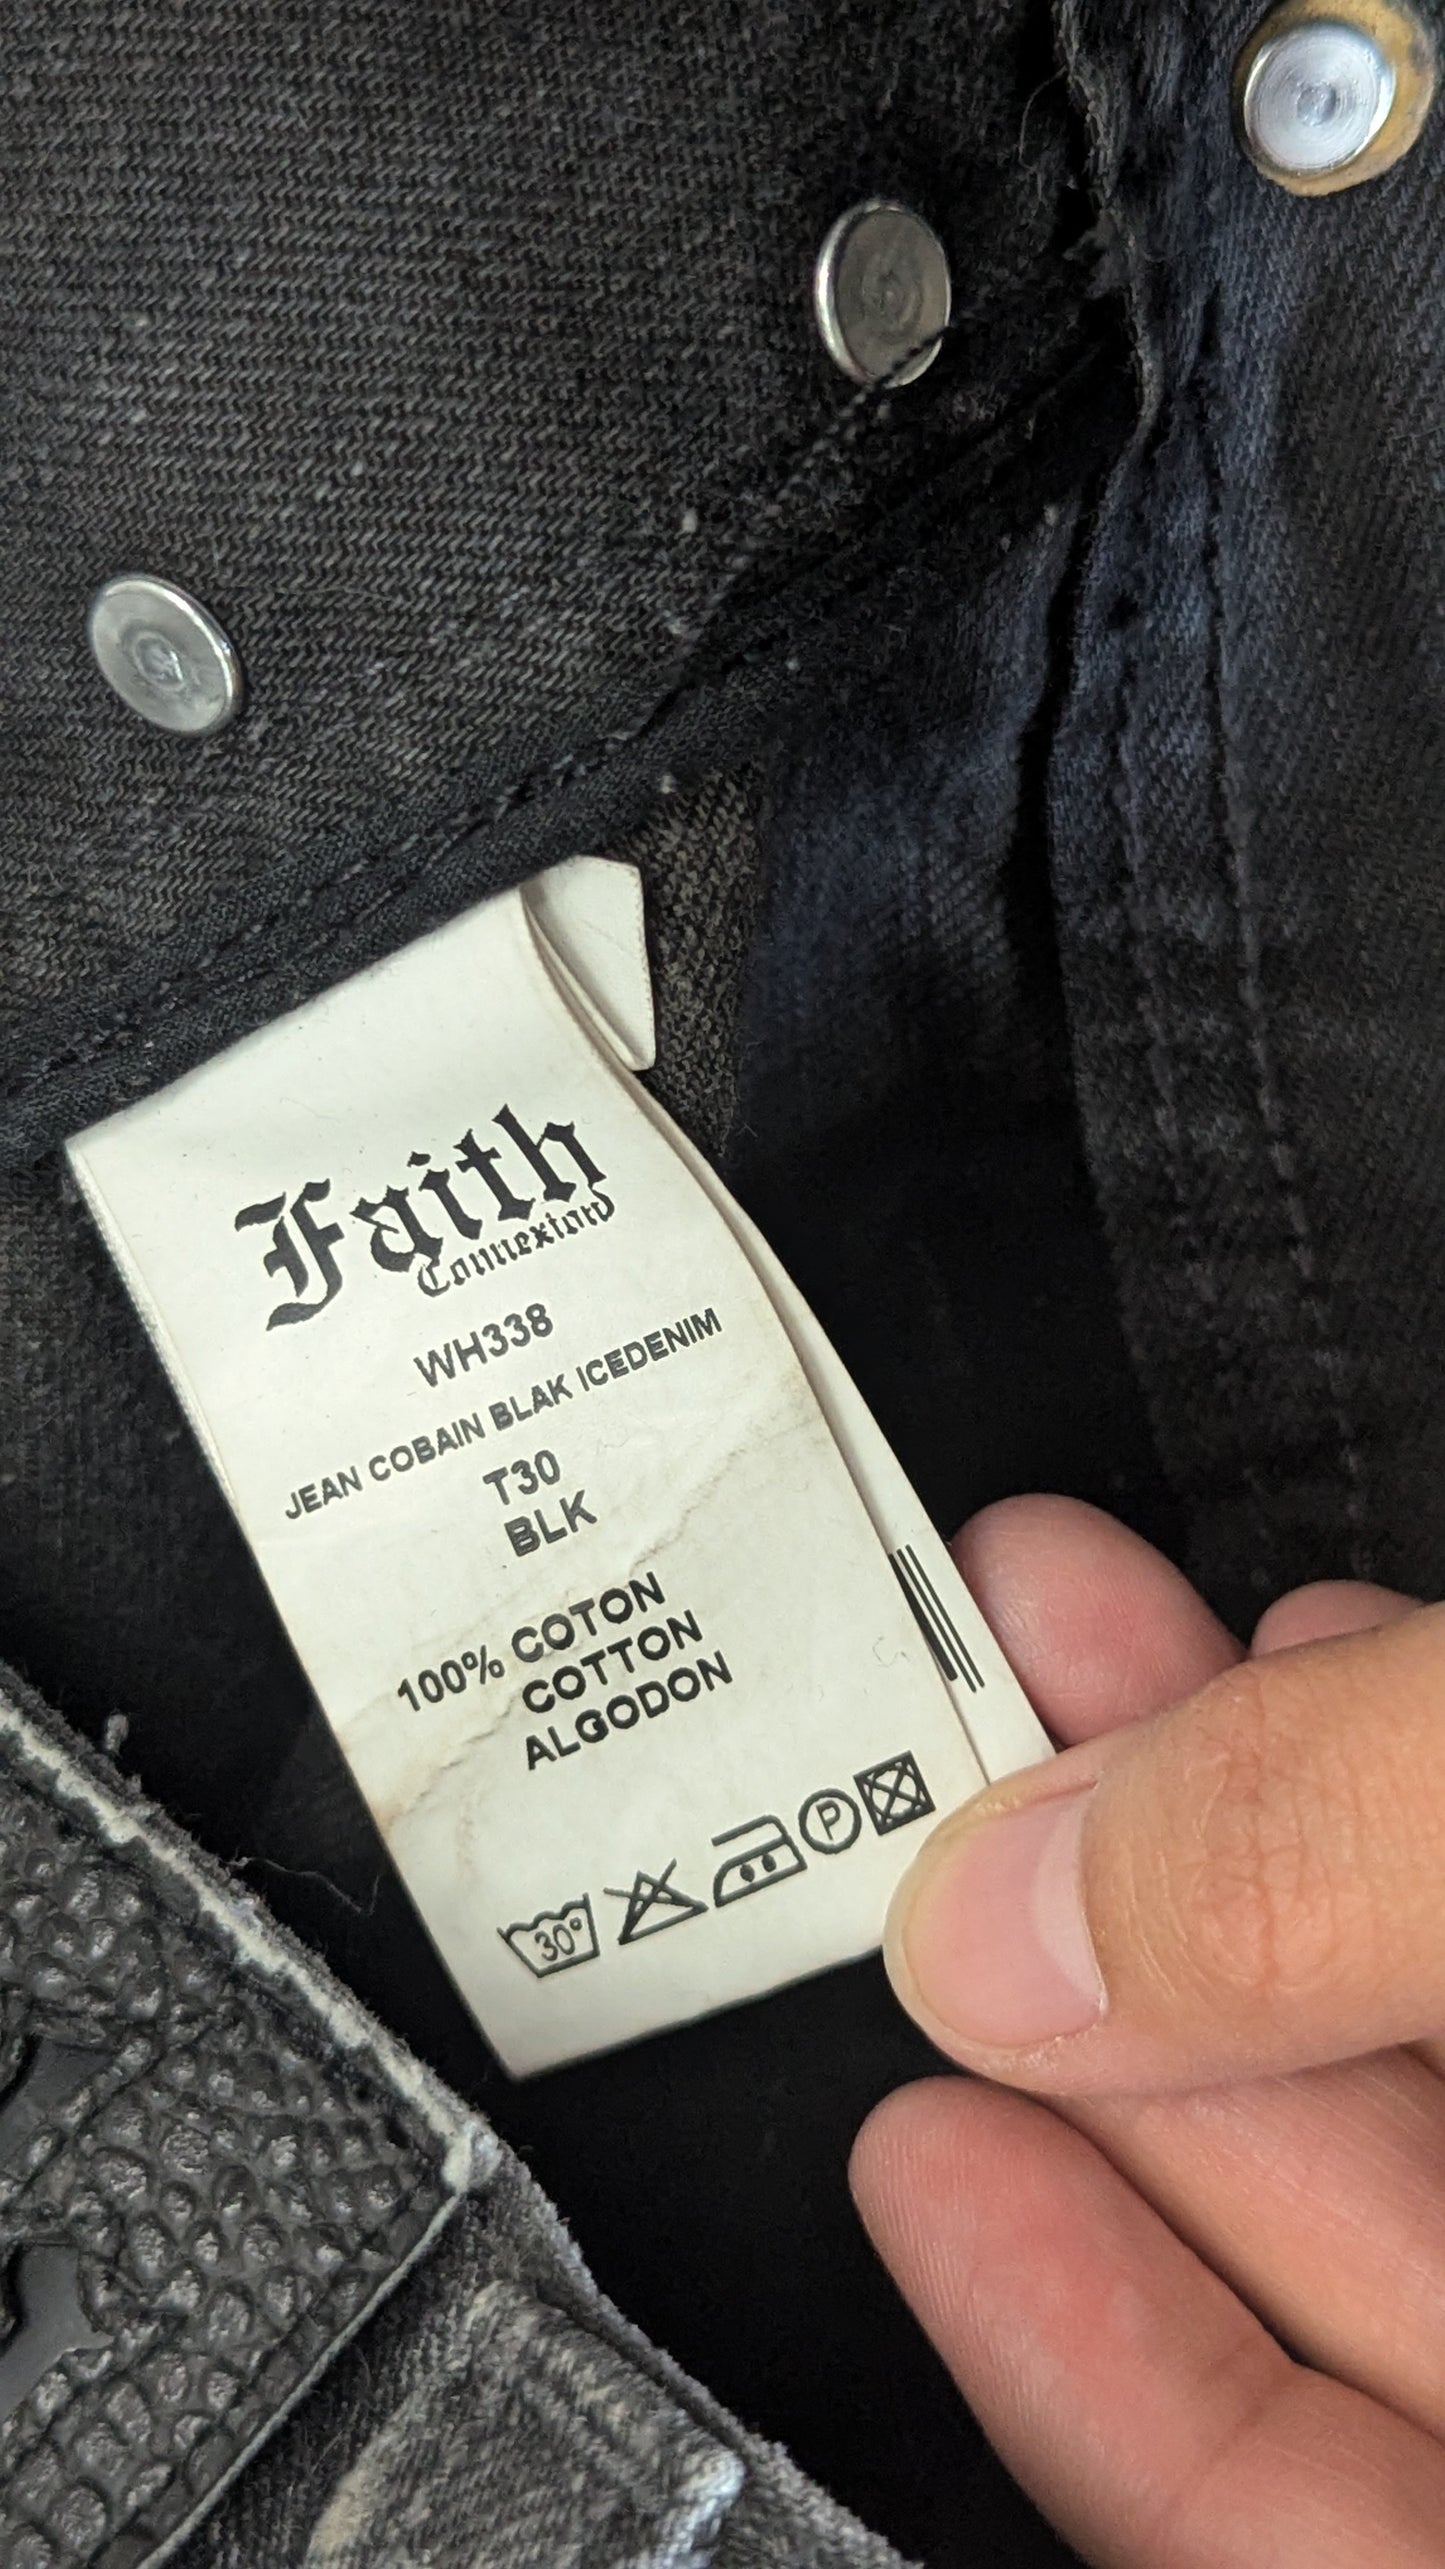 Faith
Connexion
WH338
JEAN COBAIN BLAK ICEDENIM
T30
BLK
100% COTON
COTTON
ALGODON
30°
P